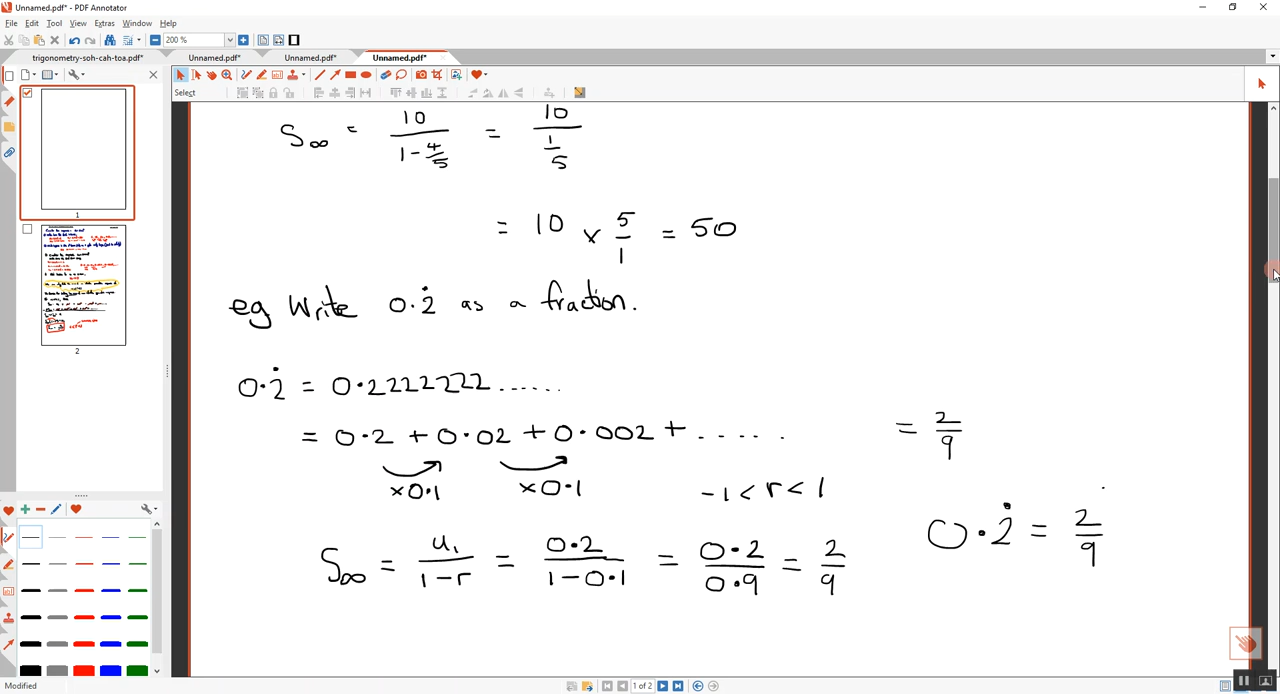 Unnamed.pdf* - PDF Annotator
File Edit Tool View Extras Window Help
200 %
trigonometry-soh-cah-toa.pdf* Unnamed.pdf* Unnamed.pdf* Unnamed.pdf*
Select
S∞ = 10/(1 - 4/5) = 10/(1/5)
= 10 × 5/1 = 50
eg Write 0.2̇ as a fraction.
0.2̇ = 0.2222222......
= 0.2 + 0.02 + 0.002 + ..... = 2/9
×0.1 ×0.1 -1 < r < 1
S∞ = u₁/(1-r) = 0.2/(1-0.1) = 0.2/0.9 = 2/9
0.2̇ = 2/9
1
2
Modified
1 of 2